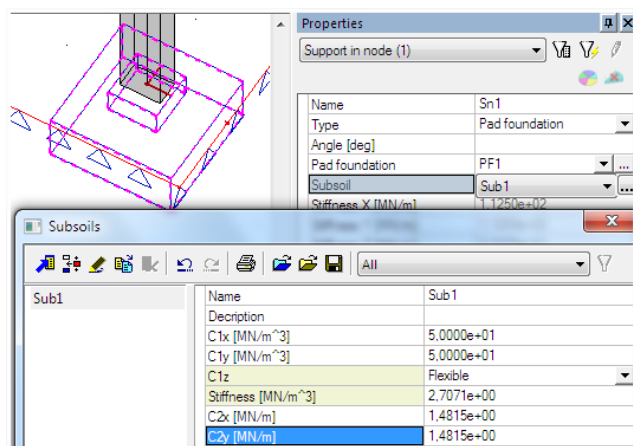 Properties
Support in node (1)
Name Sn1
Type Pad foundation
Angle [deg]
Pad foundation PF1 ...
Subsoil Sub1 ...
Stiffness X [MN/m] 1,1250e+02
Subsoils
All
Sub1
Name Sub1
Decription
C1x [MN/m^3] 5,0000e+01
C1y [MN/m^3] 5,0000e+01
C1z Flexible
Stiffness [MN/m^3] 2,7071e+00
C2x [MN/m] 1,4815e+00
C2y [MN/m] 1,4815e+00